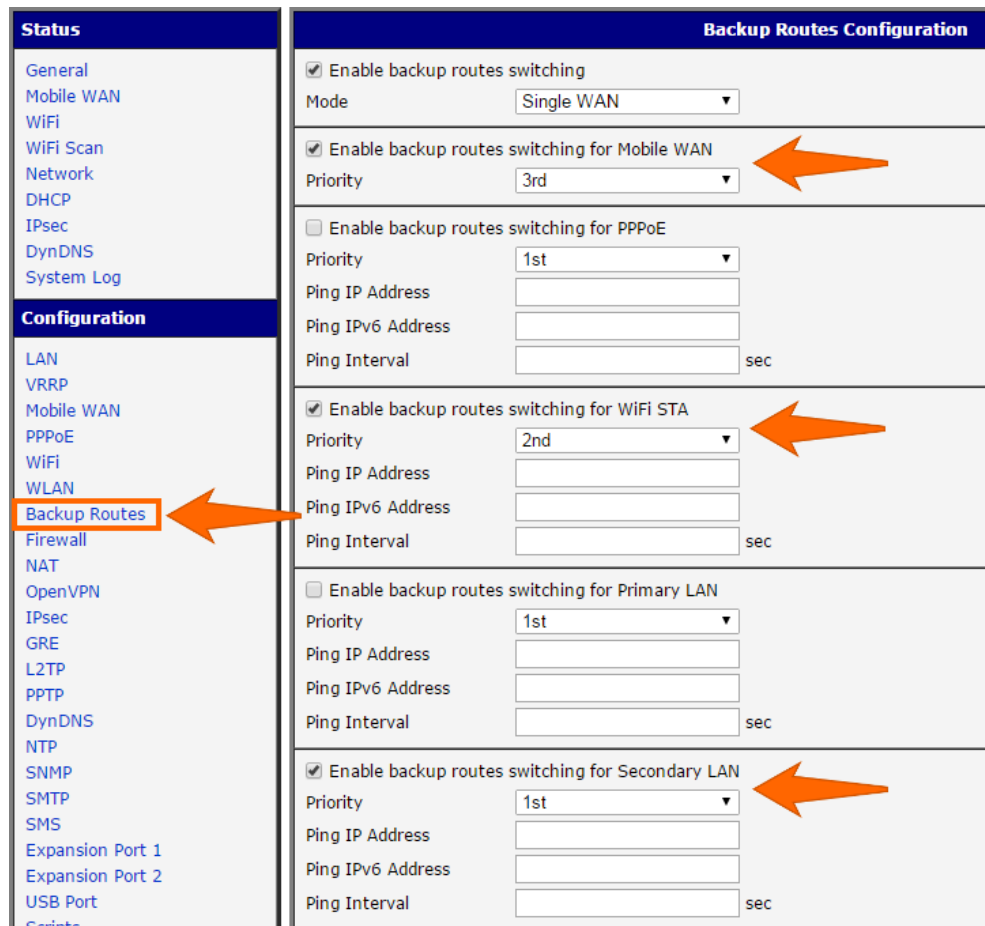 Status
General
Mobile WAN
WiFi
WiFi Scan
Network
DHCP
IPsec
DynDNS
System Log
Configuration
LAN
VRRP
Mobile WAN
PPPoE
WiFi
WLAN
Backup Routes
Firewall
NAT
OpenVPN
IPsec
GRE
L2TP
PPTP
DynDNS
NTP
SNMP
SMTP
SMS
Expansion Port 1
Expansion Port 2
USB Port
Scripts
Backup Routes Configuration
Enable backup routes switching
Mode Single WAN
Enable backup routes switching for Mobile WAN
Priority 3rd
Enable backup routes switching for PPPoE
Priority 1st
Ping IP Address
Ping IPv6 Address
Ping Interval sec
Enable backup routes switching for WiFi STA
Priority 2nd
Ping IP Address
Ping IPv6 Address
Ping Interval sec
Enable backup routes switching for Primary LAN
Priority 1st
Ping IP Address
Ping IPv6 Address
Ping Interval sec
Enable backup routes switching for Secondary LAN
Priority 1st
Ping IP Address
Ping IPv6 Address
Ping Interval sec